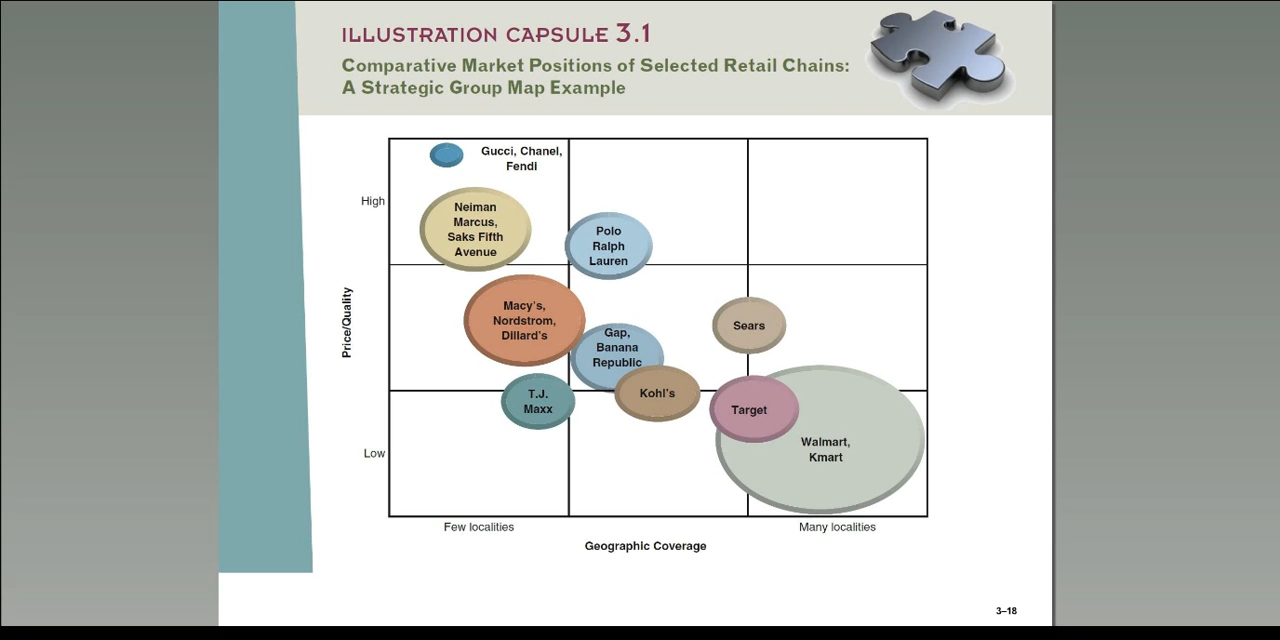 ILLUSTRATION CAPSULE 3.1
Comparative Market Positions of Selected Retail Chains:
A Strategic Group Map Example
Gucci, Chanel,
Fendi
High
Neiman
Marcus,
Saks Fifth
Avenue
Polo
Ralph
Lauren
Price/Quality
Macy's,
Nordstrom,
Dillard's
Gap,
Banana
Republic
Sears
T.J.
Maxx
Kohl's
Target
Walmart,
Kmart
Low
Few localities
Many localities
Geographic Coverage
3–18